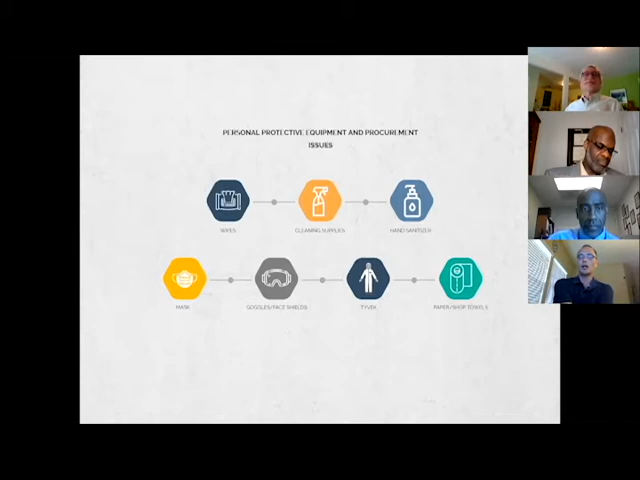 PERSONAL PROTECTIVE EQUIPMENT AND PROCUREMENT
ISSUES
WIPES
CLEANING SUPPLIES
HAND SANITIZER
MASK
GOGGLES/FACE SHIELDS
TYVEK
PAPER/SHOP TOWELS